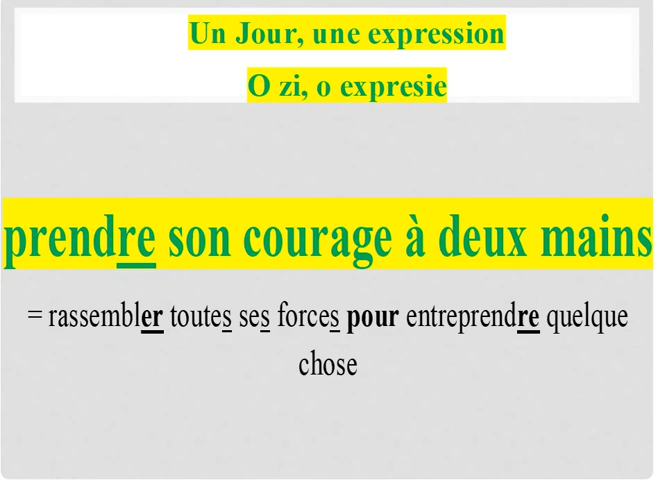 Un Jour, une expression
O zi, o expresie
prendre son courage à deux mains
= rassembler toutes ses forces pour entreprendre quelque
chose